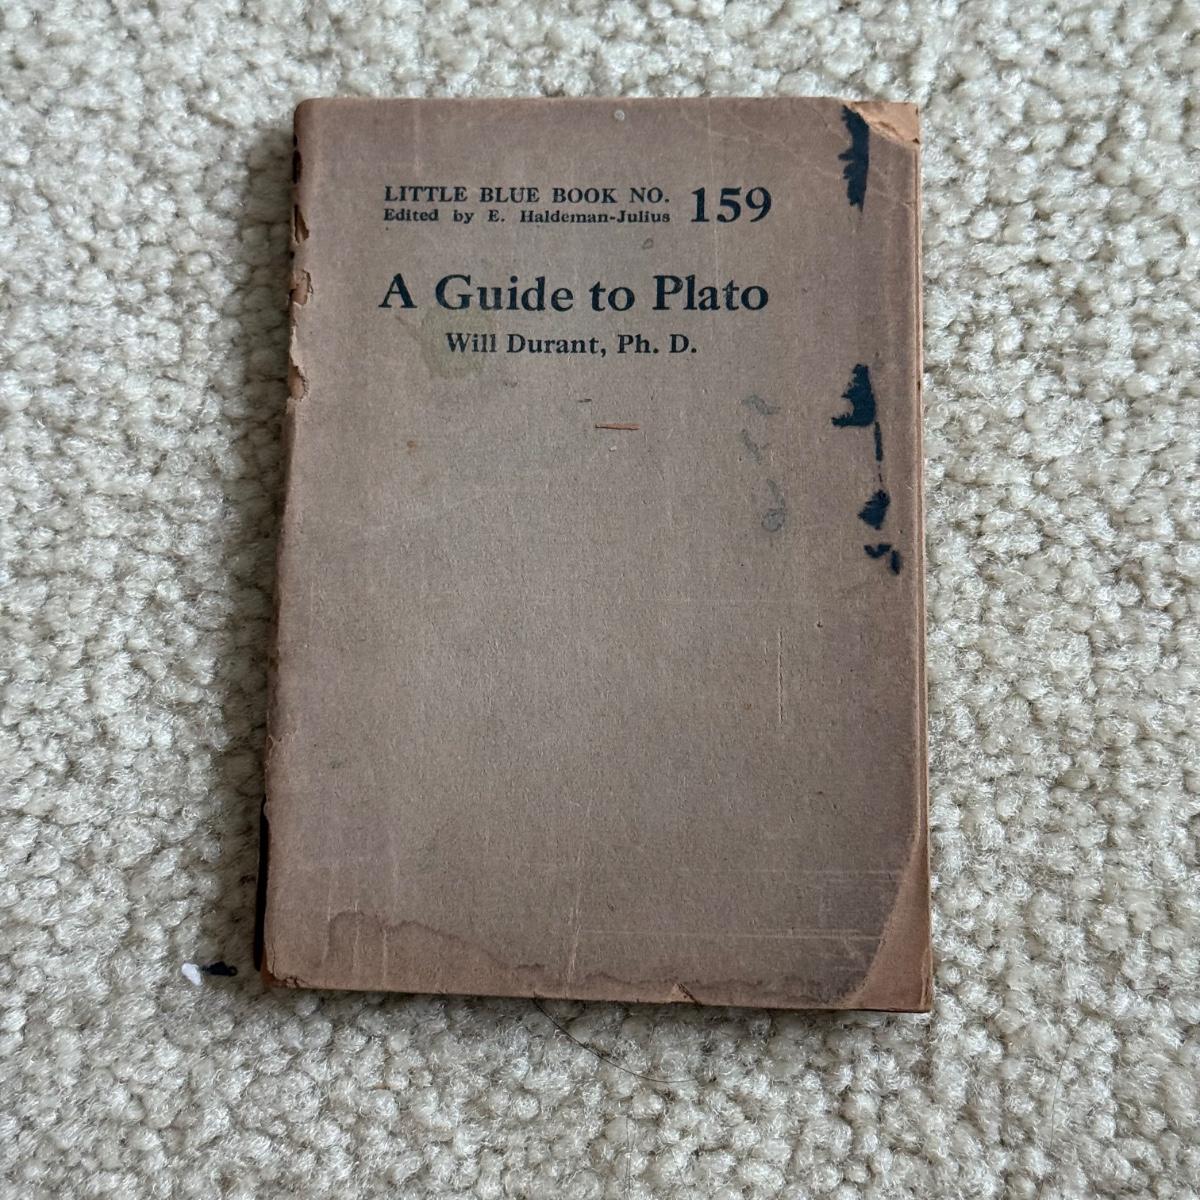 LITTLE BLUE BOOK NO. 159
Edited by E. Haldeman-Julius
A Guide to Plato
Will Durant, Ph. D.